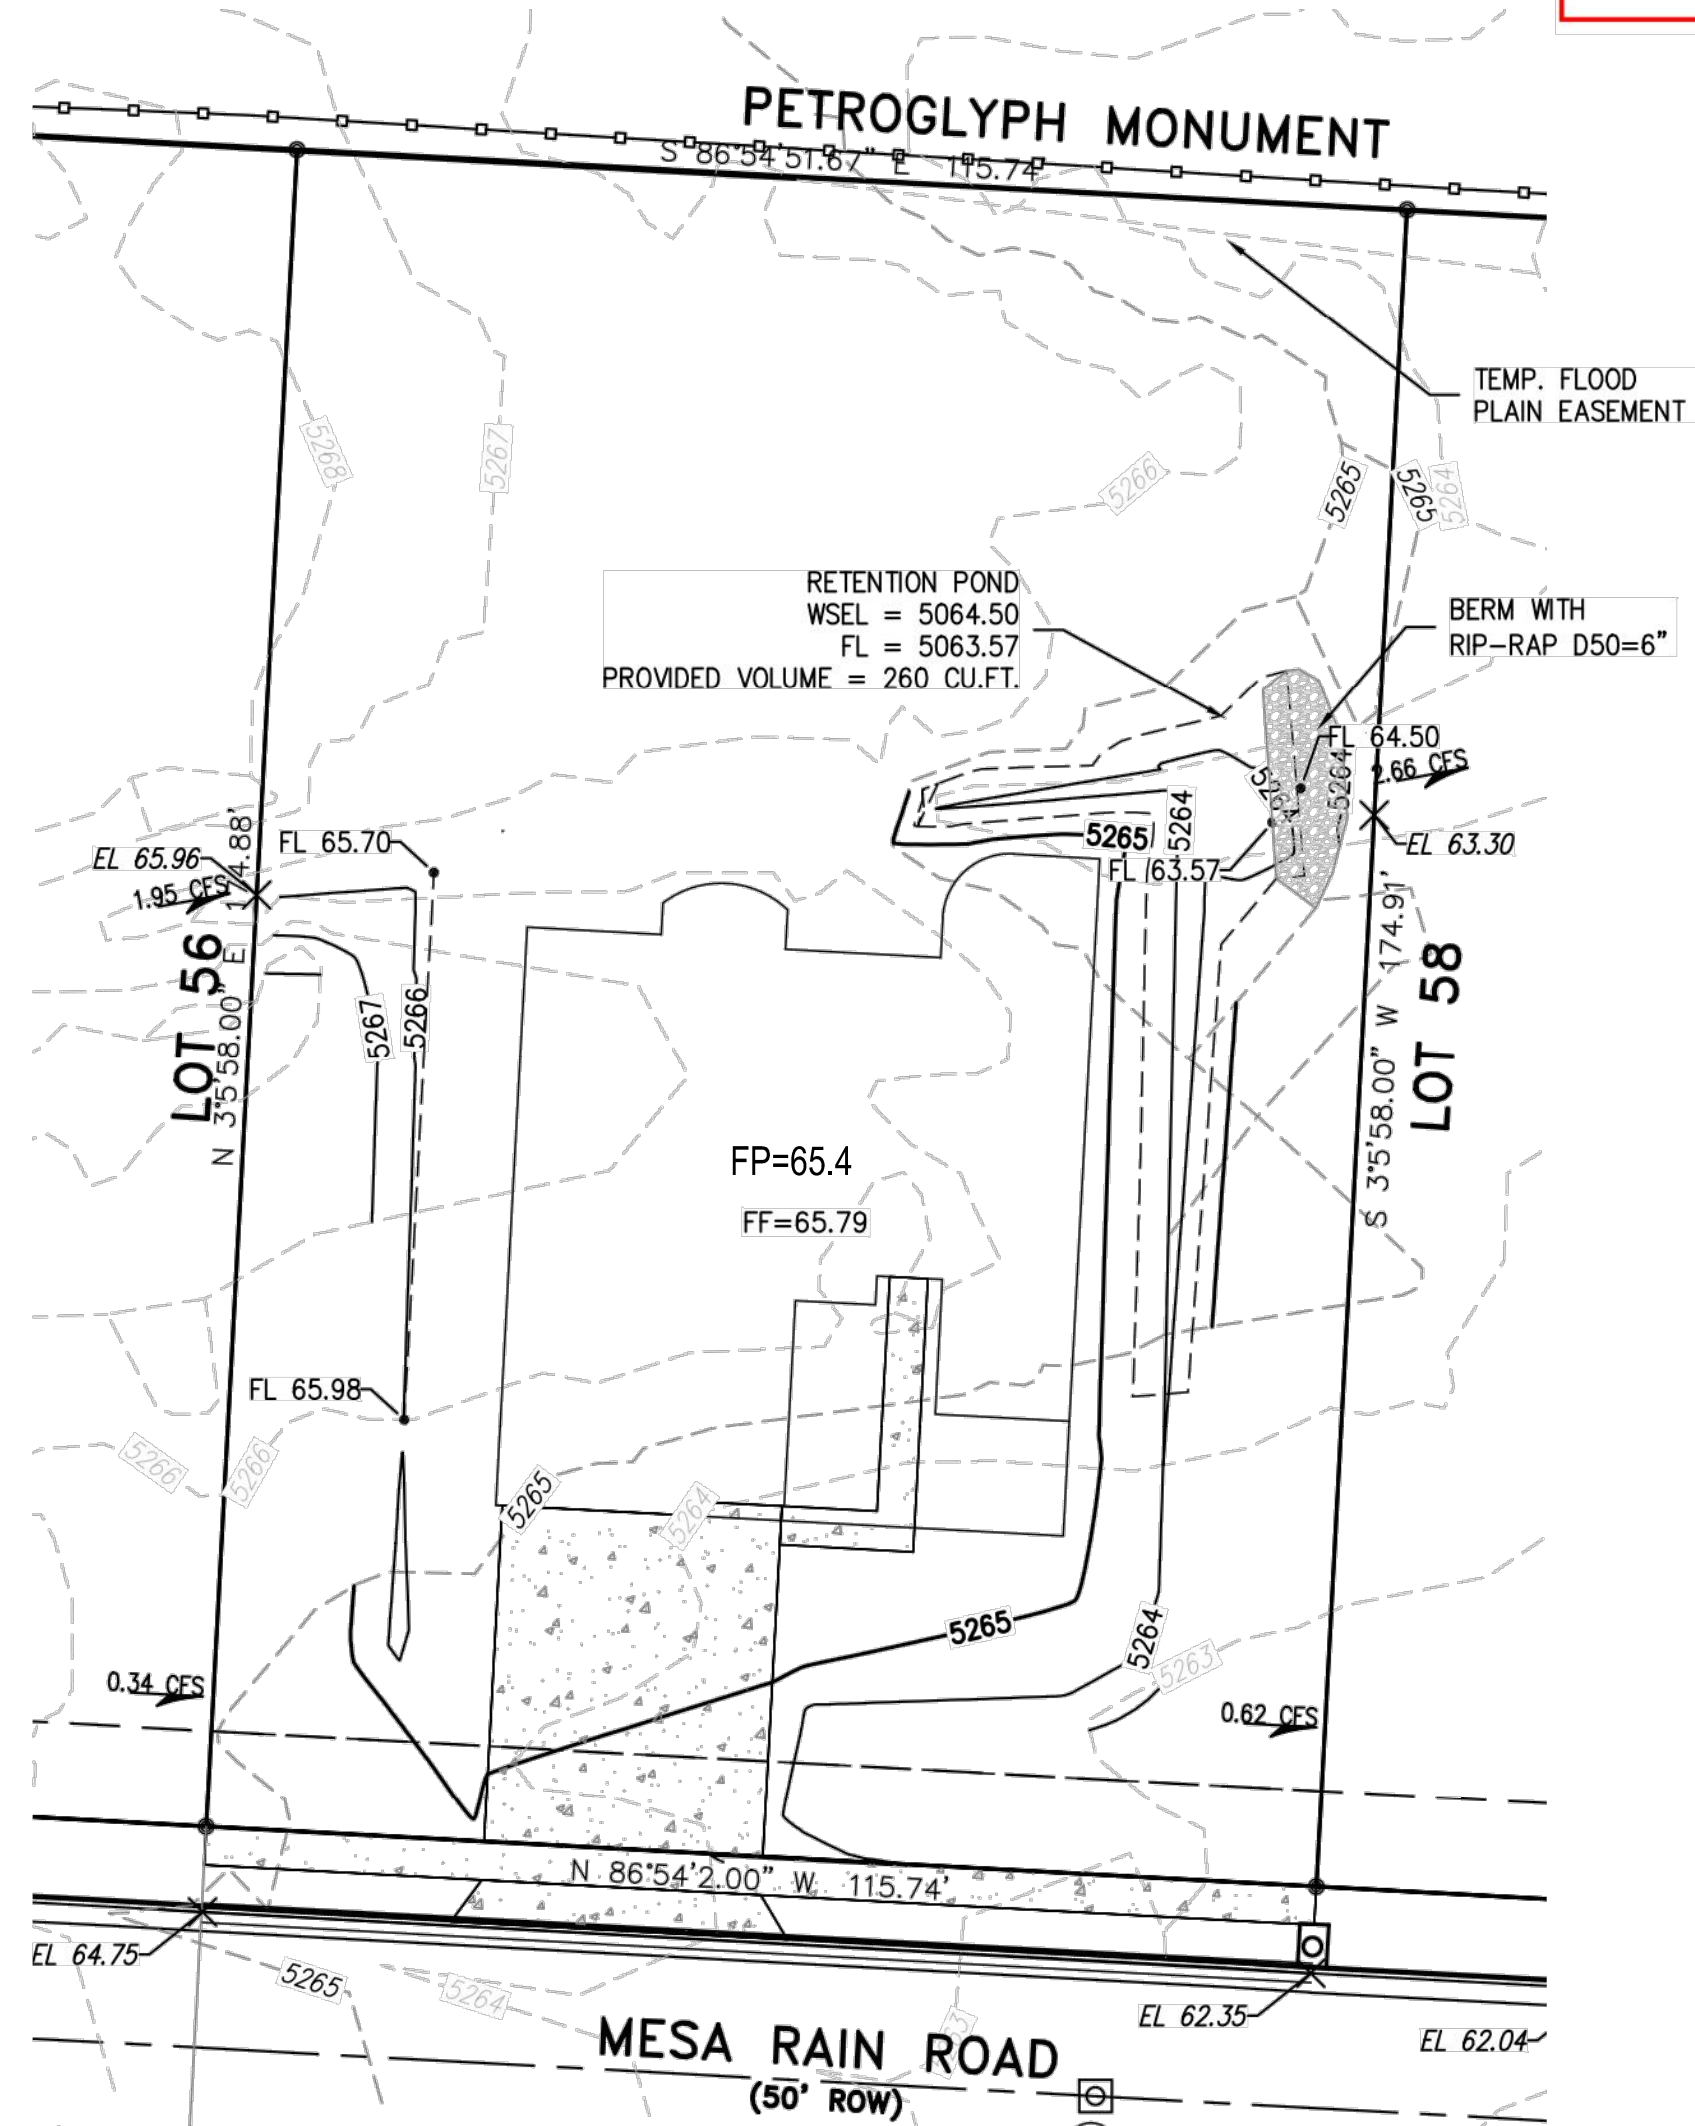 PETROGLYPH MONUMENT
S 86°54'51.67" E 115.74'
TEMP. FLOOD
PLAIN EASEMENT
5268
5267
5266
5265
5265
5264
RETENTION POND
WSEL = 5064.50
FL = 5063.57
PROVIDED VOLUME = 260 CU.FT.
BERM WITH
RIP-RAP D50=6"
FL 64.50
2.66 CFS
5264
5264
EL 63.30
5265
FL 63.57
FL 65.70
EL 65.96
1.95 CFS
LOT 56
N 3°5'58.00" E 174.88'
5267
5266
S 3°5'58.00" W 174.91'
LOT 58
FP=65.4
FF=65.79
FL 65.98
5266
5266
5265
5264
5265
5264
5263
0.34 CFS
0.62 CFS
N 86°54'2.00" W 115.74'
EL 64.75
5265
5264
EL 62.35
EL 62.04
MESA RAIN ROAD
(50' ROW)